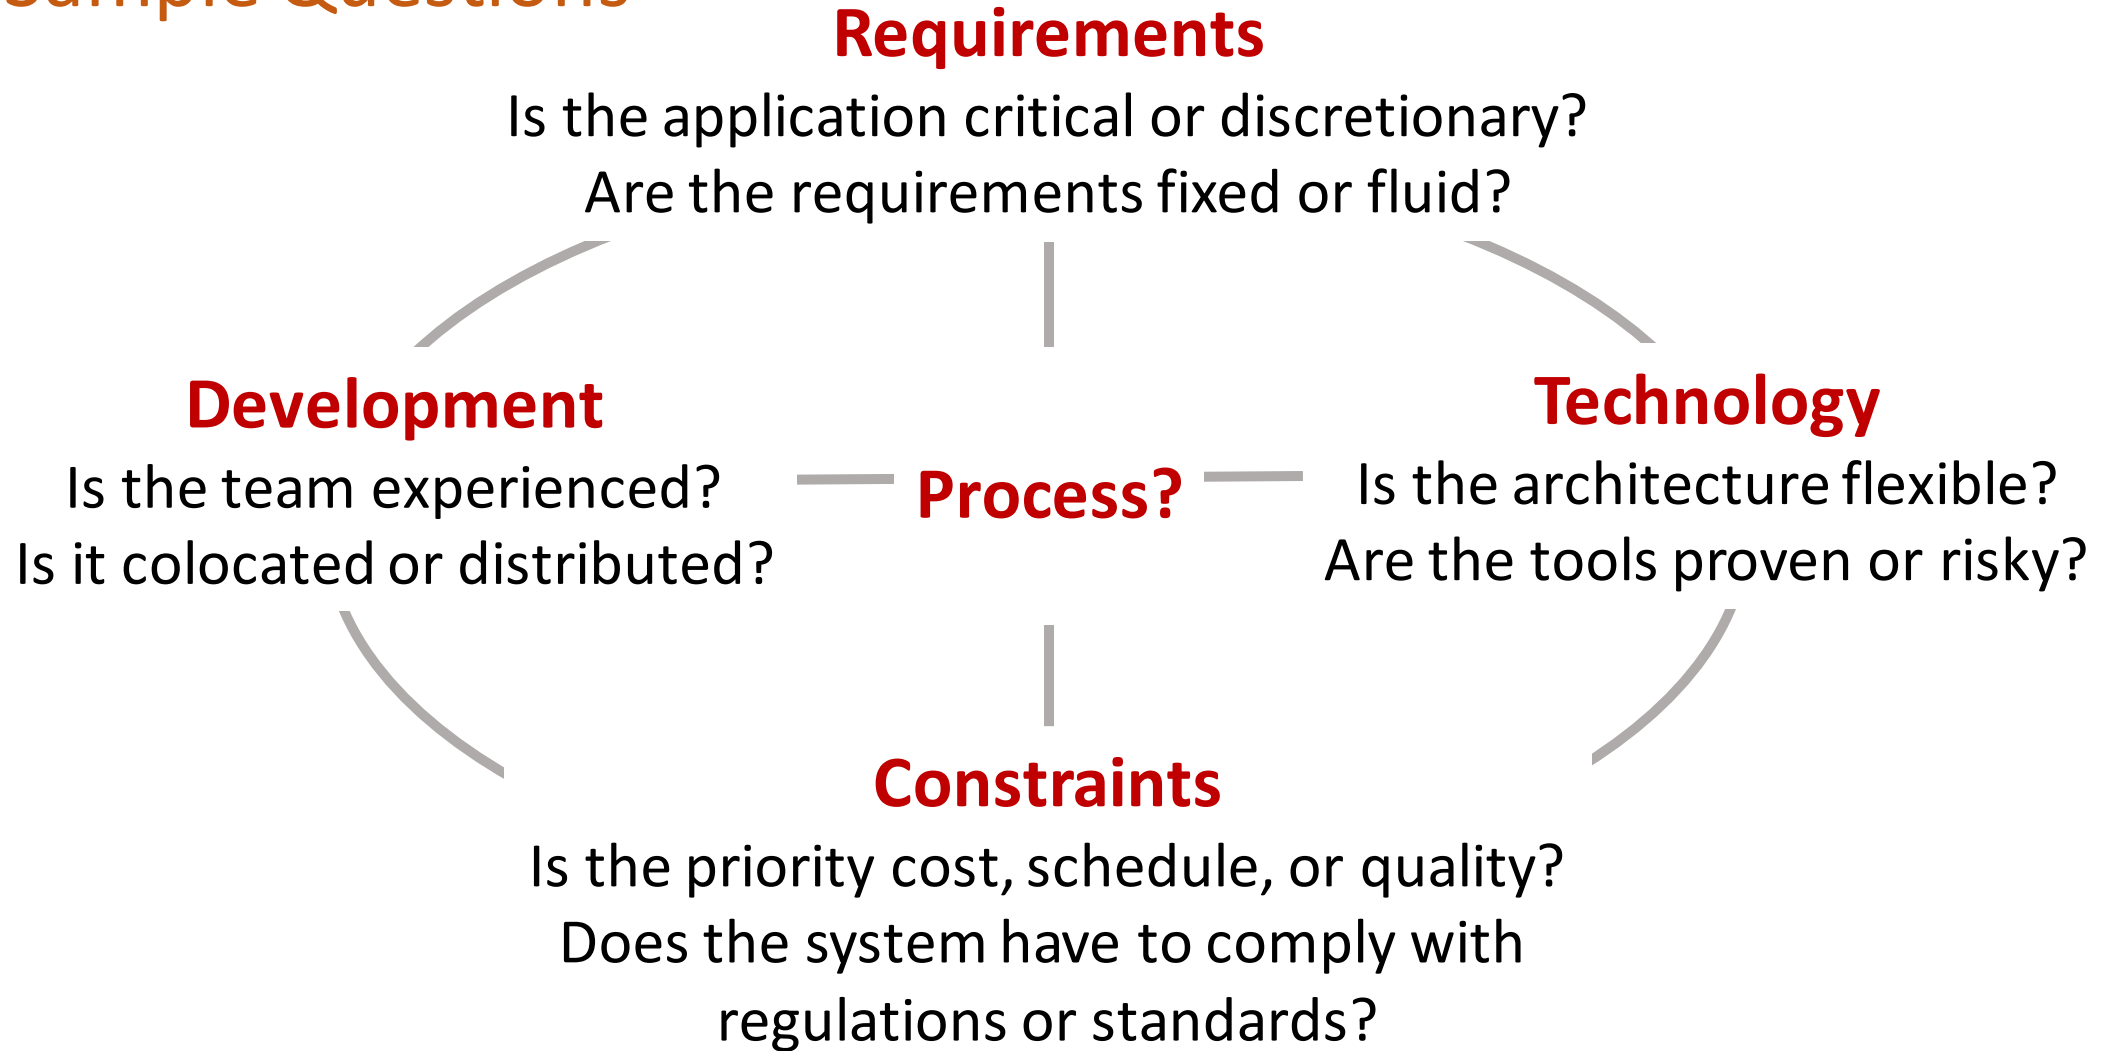 Sample Questions
Requirements
Is the application critical or discretionary?
Are the requirements fixed or fluid?
Development
Is the team experienced?
Is it colocated or distributed?
Process?
Technology
Is the architecture flexible?
Are the tools proven or risky?
Constraints
Is the priority cost, schedule, or quality?
Does the system have to comply with
regulations or standards?